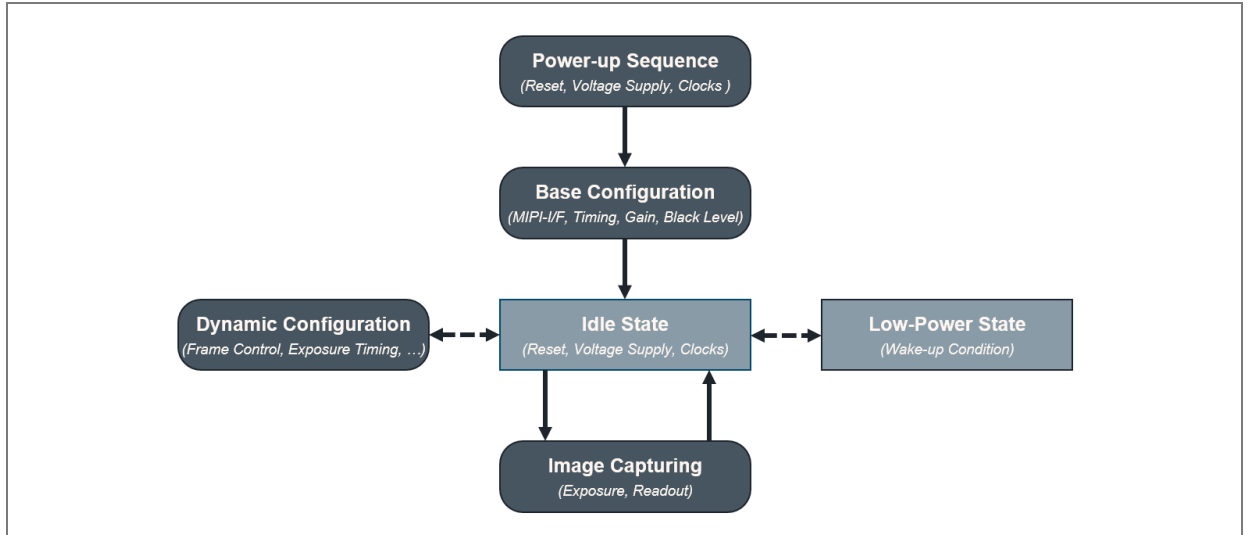 Power-up Sequence
(Reset, Voltage Supply, Clocks )
Base Configuration
(MIPI-I/F, Timing, Gain, Black Level)
Dynamic Configuration
(Frame Control, Exposure Timing, …)
Idle State
(Reset, Voltage Supply, Clocks)
Low-Power State
(Wake-up Condition)
Image Capturing
(Exposure, Readout)